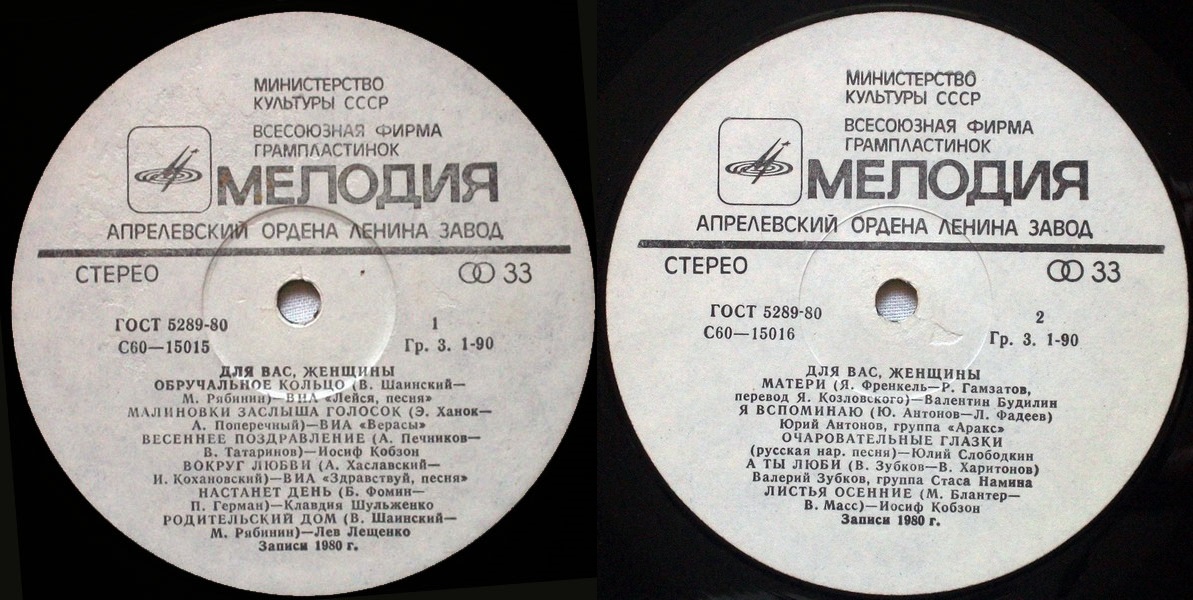 МИНИСТЕРСТВО
КУЛЬТУРЫ СССР
ВСЕСОЮЗНАЯ ФИРМА
ГРАМПЛАСТИНОК
МЕЛОДИЯ
АПРЕЛЕВСКИЙ ОРДЕНА ЛЕНИНА ЗАВОД
СТЕРЕО
33
ГОСТ 5289-80
1
С60—15015
Гр. 3. 1-90
ДЛЯ ВАС, ЖЕНЩИНЫ
ОБРУЧАЛЬНОЕ КОЛЬЦО (В. Шаинский—
М. Рябинин)—ВИА «Лейся, песня»
МАЛИНОВКИ ЗАСЛЫША ГОЛОСОК (Э. Ханок—
А. Поперечный)—ВИА «Верасы»
ВЕСЕННЕЕ ПОЗДРАВЛЕНИЕ (А. Печников—
В. Татаринов)—Иосиф Кобзон
ВОКРУГ ЛЮБВИ (А. Хаславский—
И. Кохановский)—ВИА «Здравствуй, песня»
НАСТАНЕТ ДЕНЬ (Б. Фомин—
П. Герман)—Клавдия Шульженко
РОДИТЕЛЬСКИЙ ДОМ (В. Шаинский—
М. Рябинин)—Лев Лещенко
Записи 1980 г.
МИНИСТЕРСТВО
КУЛЬТУРЫ СССР
ВСЕСОЮЗНАЯ ФИРМА
ГРАМПЛАСТИНОК
МЕЛОДИЯ
АПРЕЛЕВСКИЙ ОРДЕНА ЛЕНИНА ЗАВОД
СТЕРЕО
33
ГОСТ 5289-80
2
С60—15016
Гр. 3. 1-90
ДЛЯ ВАС, ЖЕНЩИНЫ
МАТЕРИ (Я. Френкель—Р. Гамзатов,
перевод Я. Козловского)—Валентин Будилин
Я ВСПОМИНАЮ (Ю. Антонов—Л. Фадеев)
Юрий Антонов, группа «Аракс»
ОЧАРОВАТЕЛЬНЫЕ ГЛАЗКИ
(русская нар. песня)—Юлий Слободкин
А ТЫ ЛЮБИ (В. Зубков—В. Харитонов)
Валерий Зубков, группа Стаса Намина
ЛИСТЬЯ ОСЕННИЕ (М. Блантер—
В. Масс)—Иосиф Кобзон
Записи 1980 г.